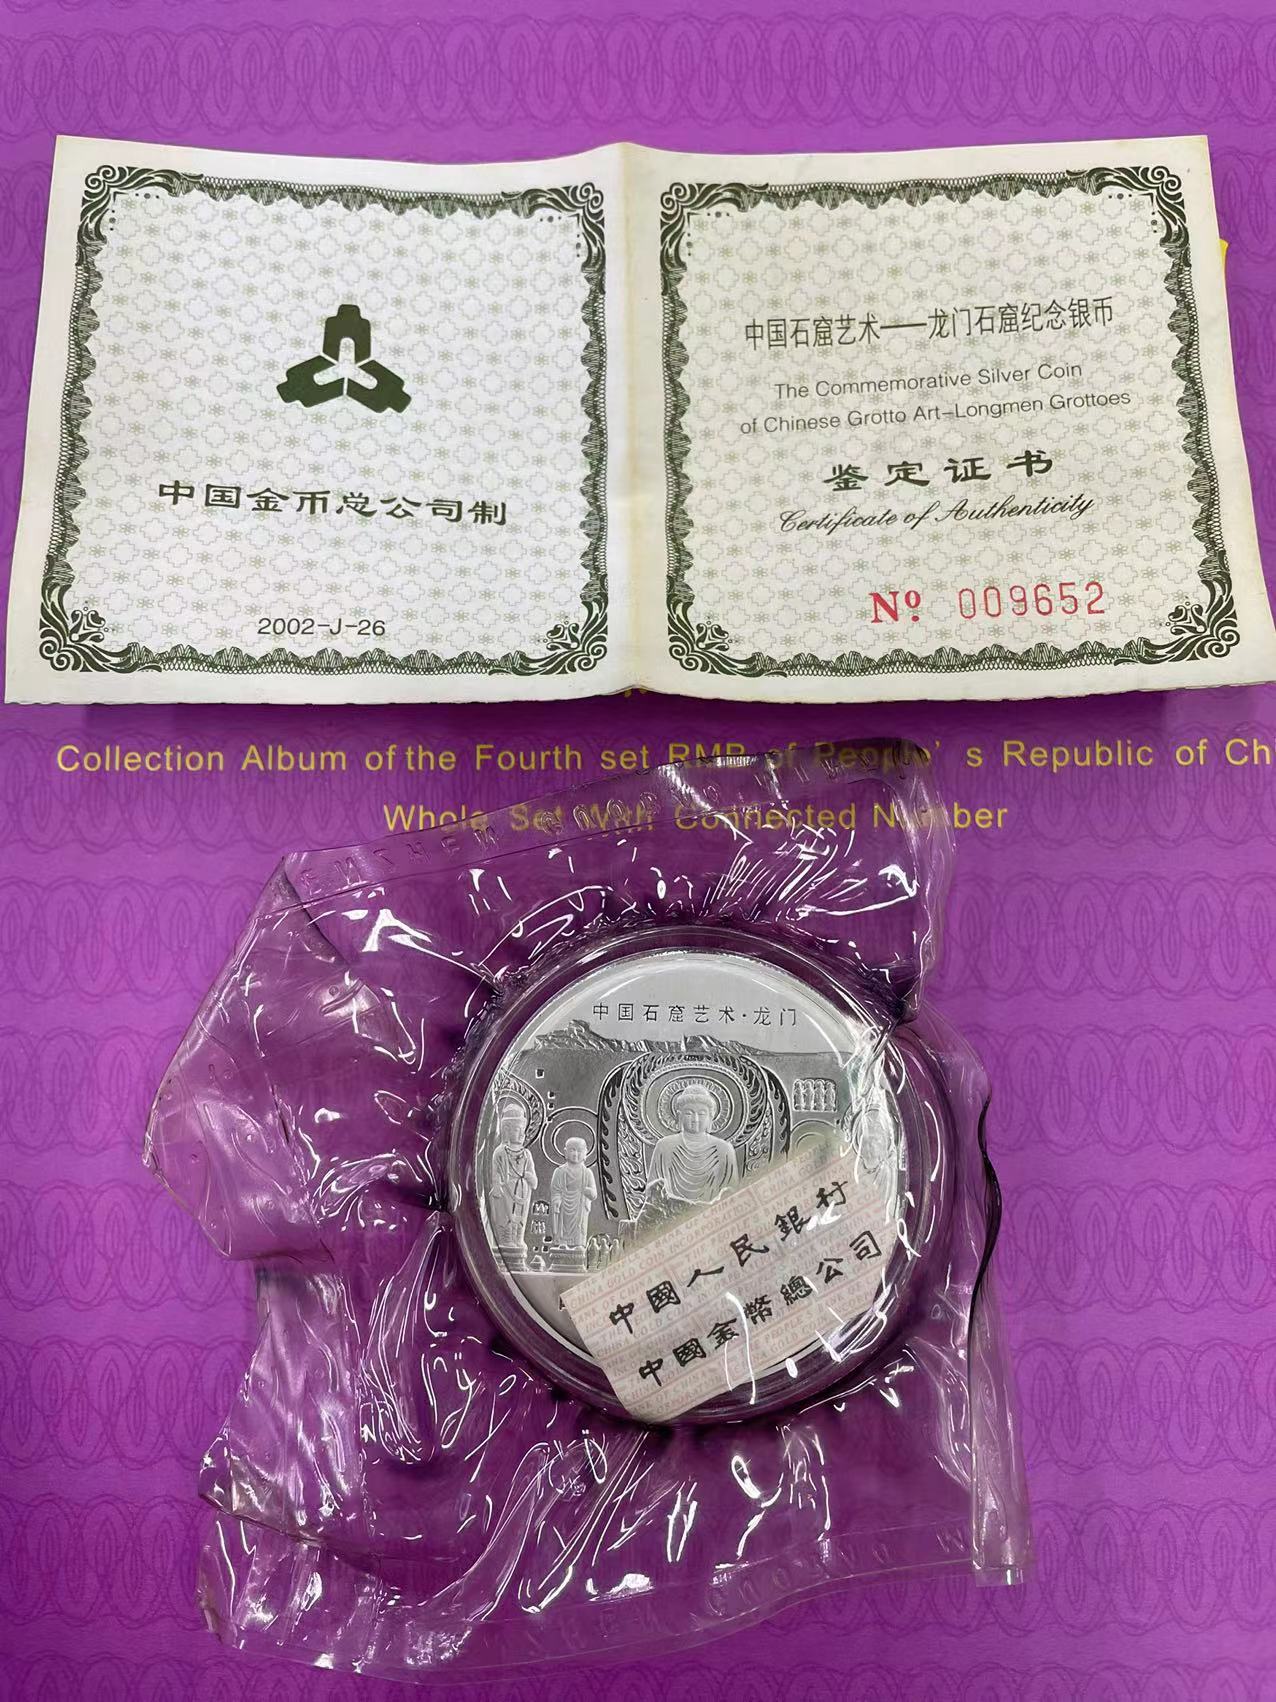 中国金币总公司制
2002-J-26
中国石窟艺术——龙门石窟纪念银币
The Commemorative Silver Coin
of Chinese Grotto Art-Longmen Grottoes
鉴定证书
Certificate of Authenticity
Nº 009652
Collection Album of the Fourth set RMB of People's Republic of Ch
Whole Set With Connected Number
中国石窟艺术·龙门
中國人民銀行
中國金幣總公司